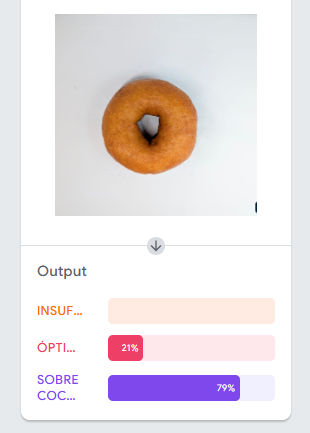 Output
INSUF...
ÓPTI...
21%
SOBRE
COC...
79%